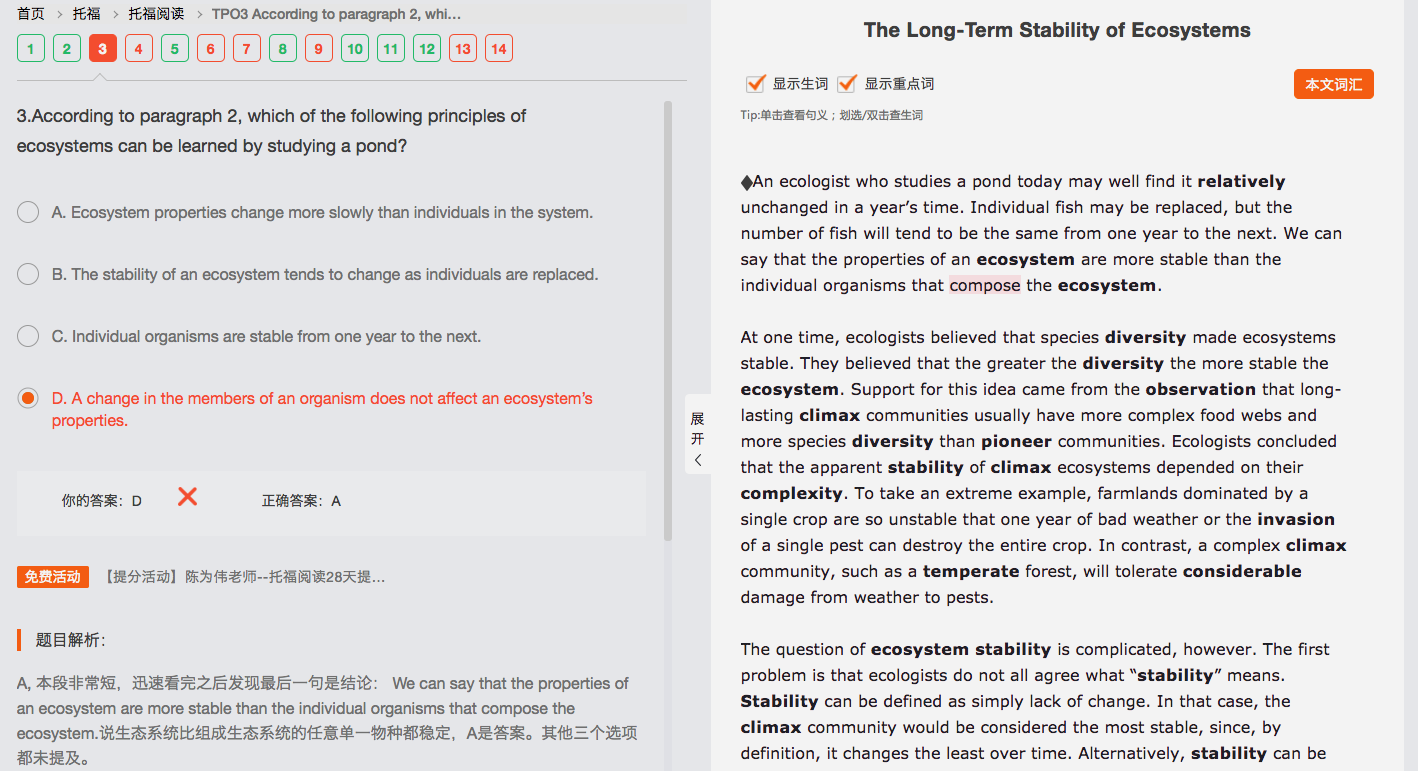 首页 > 托福 > 托福阅读 > TPO3 According to paragraph 2, whi...
1 2 3 4 5 6 7 8 9 10 11 12 13 14
3.According to paragraph 2, which of the following principles of
ecosystems can be learned by studying a pond?
A. Ecosystem properties change more slowly than individuals in the system.
B. The stability of an ecosystem tends to change as individuals are replaced.
C. Individual organisms are stable from one year to the next.
D. A change in the members of an organism does not affect an ecosystem's
properties.
你的答案：D 正确答案：A
免费活动 【提分活动】陈为伟老师--托福阅读28天提...
题目解析：
A, 本段非常短，迅速看完之后发现最后一句是结论： We can say that the properties of
an ecosystem are more stable than the individual organisms that compose the
ecosystem.说生态系统比组成生态系统的任意单一物种都稳定，A是答案。其他三个选项
都未提及。
展
开
The Long-Term Stability of Ecosystems
显示生词 显示重点词
本文词汇
Tip:单击查看句义；划选/双击查生词
◆An ecologist who studies a pond today may well find it relatively
unchanged in a year's time. Individual fish may be replaced, but the
number of fish will tend to be the same from one year to the next. We can
say that the properties of an ecosystem are more stable than the
individual organisms that compose the ecosystem.
At one time, ecologists believed that species diversity made ecosystems
stable. They believed that the greater the diversity the more stable the
ecosystem. Support for this idea came from the observation that long-
lasting climax communities usually have more complex food webs and
more species diversity than pioneer communities. Ecologists concluded
that the apparent stability of climax ecosystems depended on their
complexity. To take an extreme example, farmlands dominated by a
single crop are so unstable that one year of bad weather or the invasion
of a single pest can destroy the entire crop. In contrast, a complex climax
community, such as a temperate forest, will tolerate considerable
damage from weather to pests.
The question of ecosystem stability is complicated, however. The first
problem is that ecologists do not all agree what "stability" means.
Stability can be defined as simply lack of change. In that case, the
climax community would be considered the most stable, since, by
definition, it changes the least over time. Alternatively, stability can be